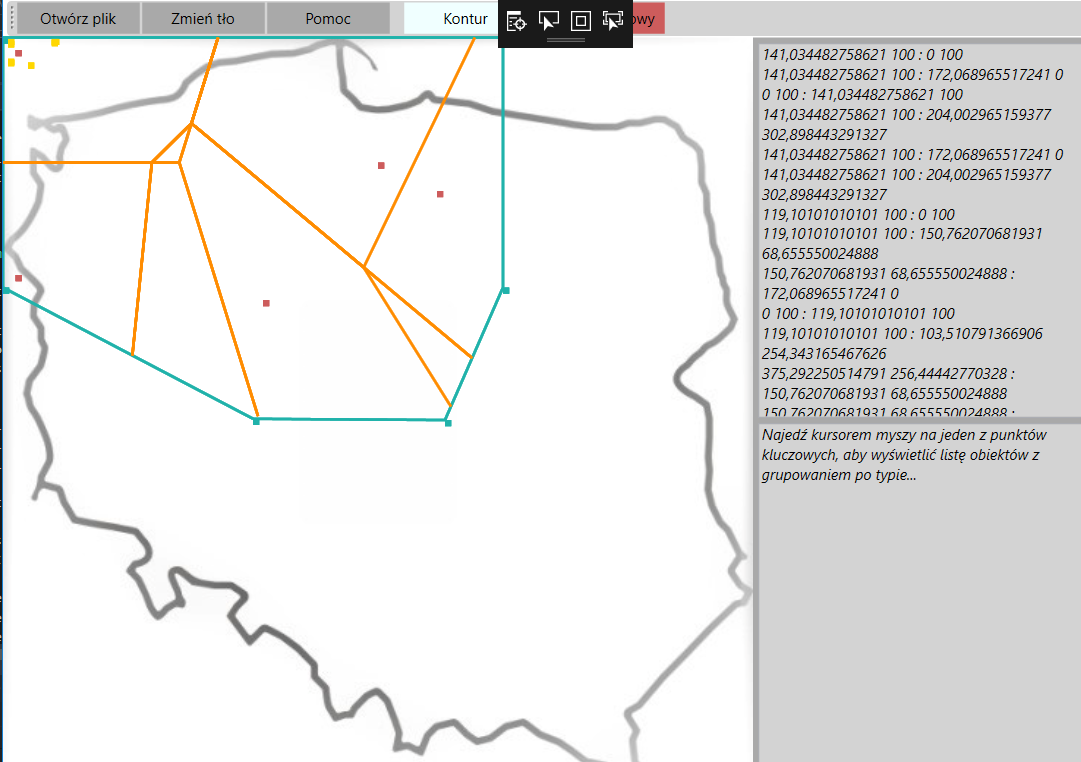 Otwórz plik
Zmień tło
Pomoc
Kontur
owy
141,034482758621 100 : 0 100
141,034482758621 100 : 172,068965517241 0
0 100 : 141,034482758621 100
141,034482758621 100 : 204,002965159377
302,898443291327
141,034482758621 100 : 172,068965517241 0
141,034482758621 100 : 204,002965159377
302,898443291327
119,10101010101 100 : 0 100
119,10101010101 100 : 150,762070681931
68,655550024888
150,762070681931 68,655550024888 :
172,068965517241 0
0 100 : 119,10101010101 100
119,10101010101 100 : 103,510791366906
254,343165467626
375,292250514791 256,44442770328 :
150,762070681931 68,655550024888
150,762070681931 68,655550024888 :
Najedź kursorem myszy na jeden z punktów
kluczowych, aby wyświetlić listę obiektów z
grupowaniem po typie...